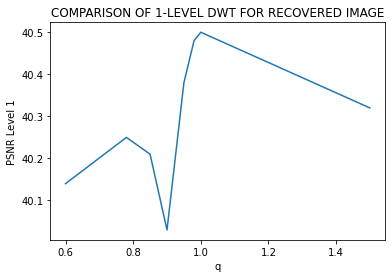 COMPARISON OF 1-LEVEL DWT FOR RECOVERED IMAGE
40.5
40.4
40.3
40.2
40.1
PSNR Level 1
0.6 0.8 1.0 1.2 1.4
q